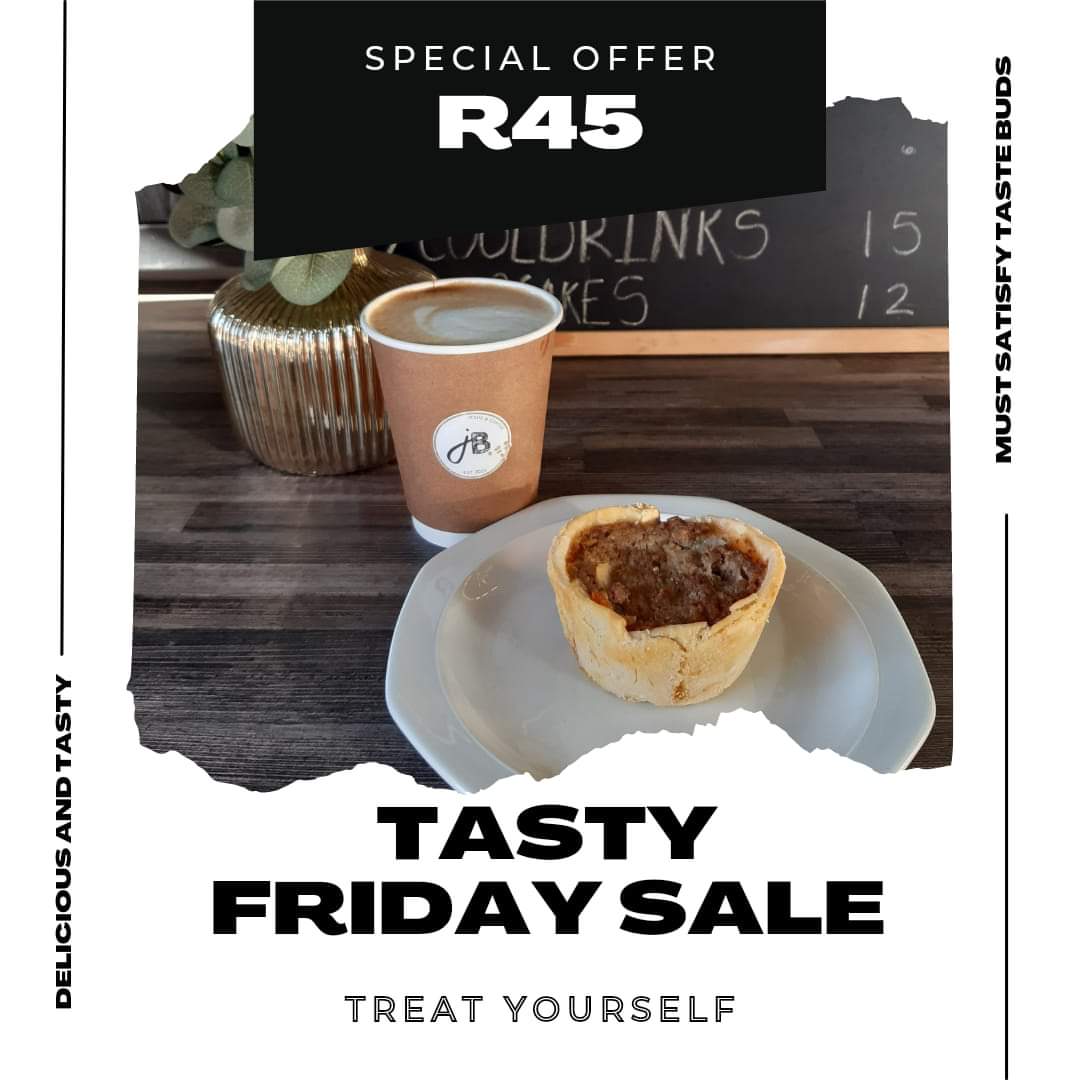 SPECIAL OFFER
R45
MUST SATISFY TASTE BUDS
COOLDRINKS 15
12
jB
DELICIOUS AND TASTY
TASTY
FRIDAY SALE
TREAT YOURSELF